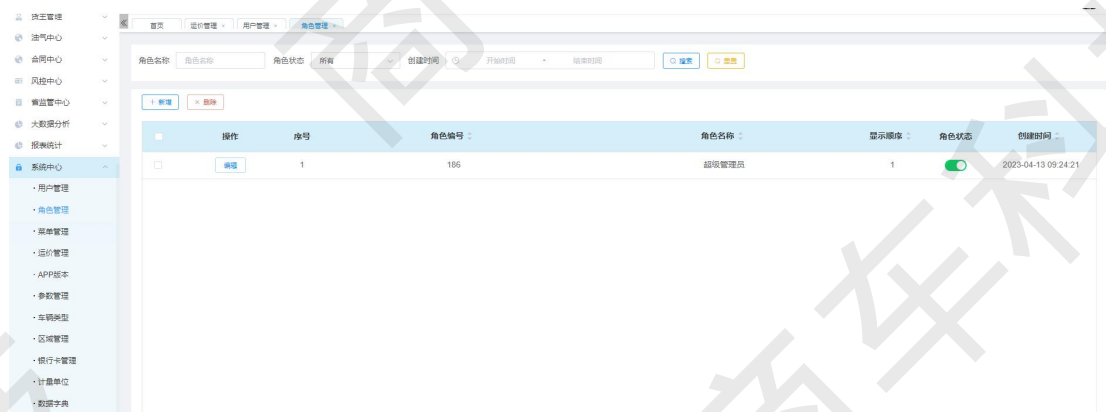 货主管理
油气中心
合同中心
风控中心
省监管中心
大数据分析
报表统计
系统中心
·用户管理
·角色管理
·菜单管理
·运价管理
·APP版本
·参数管理
·车辆类型
·区域管理
·银行卡管理
·计量单位
·数据字典
首页 运价管理 × 用户管理 × 角色管理 ×
角色名称 角色名称 角色状态 所有 创建时间 开始时间 - 结束时间 搜索 重置
+ 新增 × 删除
操作 序号 角色编号 角色名称 显示顺序 角色状态 创建时间
编辑 1 186 超级管理员 1 2023-04-13 09:24:21
商
商车科